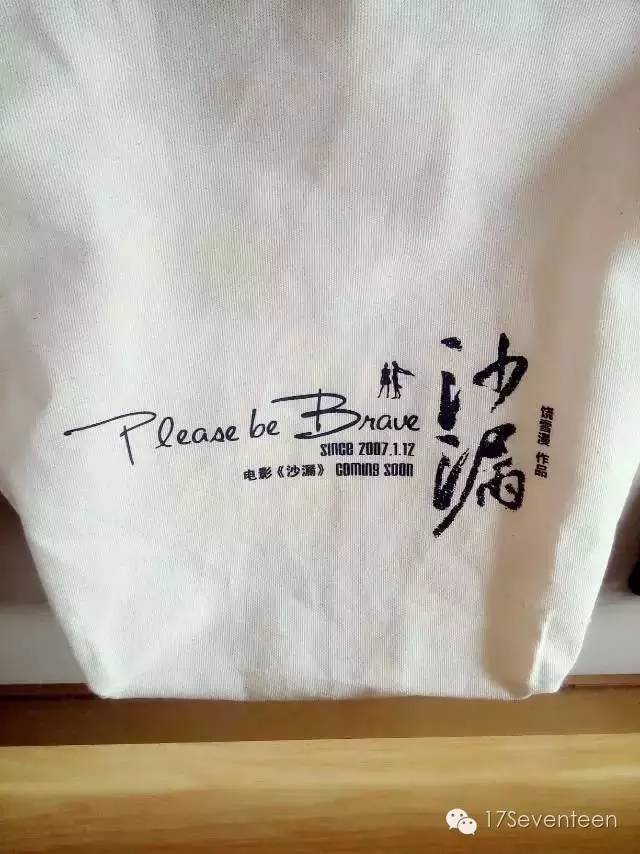 Please be Brave
since 2007.1.12
电影《沙漏》 coming soon
沙漏
饶雪漫 作品
17Seventeen